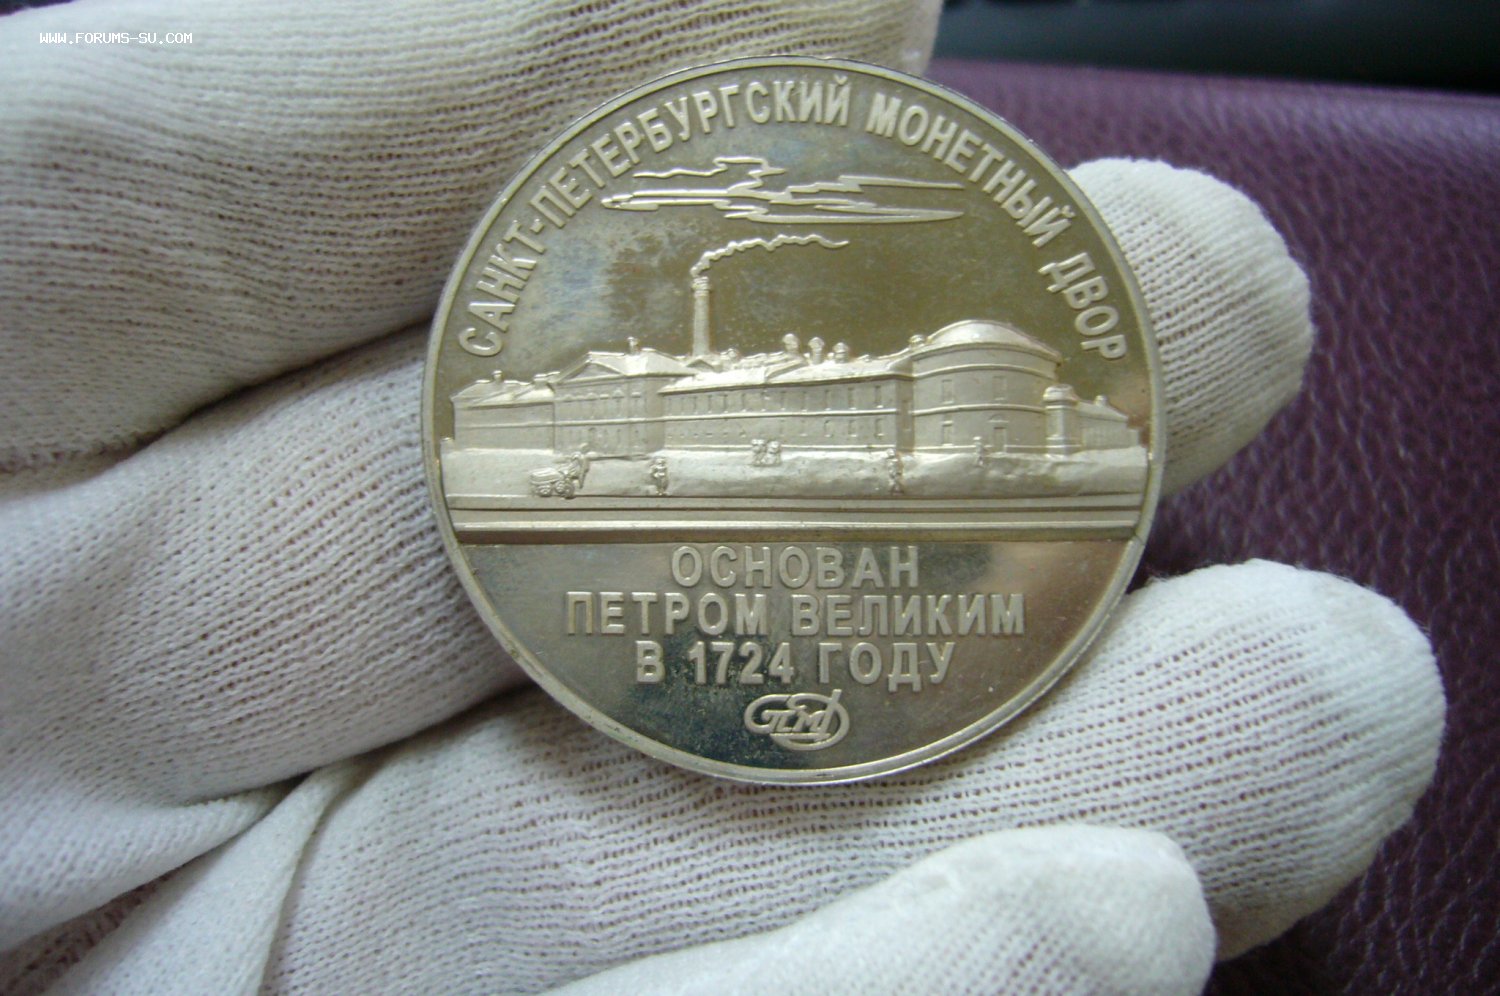 WWW.FORUMS-SU.COM
САНКТ-ПЕТЕРБУРГСКИЙ МОНЕТНЫЙ ДВОР
ОСНОВАН
ПЕТРОМ ВЕЛИКИМ
В 1724 ГОДУ
СПМД